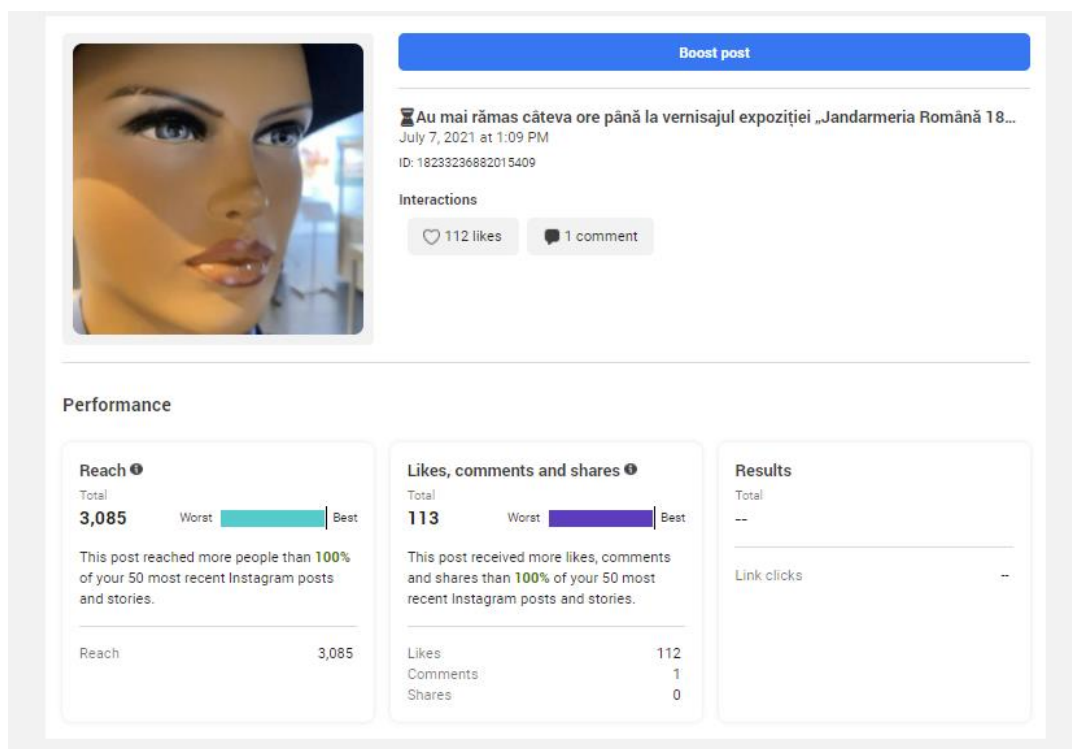 Boost post
⌛Au mai rămas câteva ore până la vernisajul expoziției „Jandarmeria Română 18...
July 7, 2021 at 1:09 PM
ID: 18233236882015409
Interactions
112 likes
1 comment
Performance
Reach
Total
3,085
Worst
Best
This post reached more people than 100%
of your 50 most recent Instagram posts
and stories.
Reach 3,085
Likes, comments and shares
Total
113
Worst
Best
This post received more likes, comments
and shares than 100% of your 50 most
recent Instagram posts and stories.
Likes 112
Comments 1
Shares 0
Results
Total
--
Link clicks --